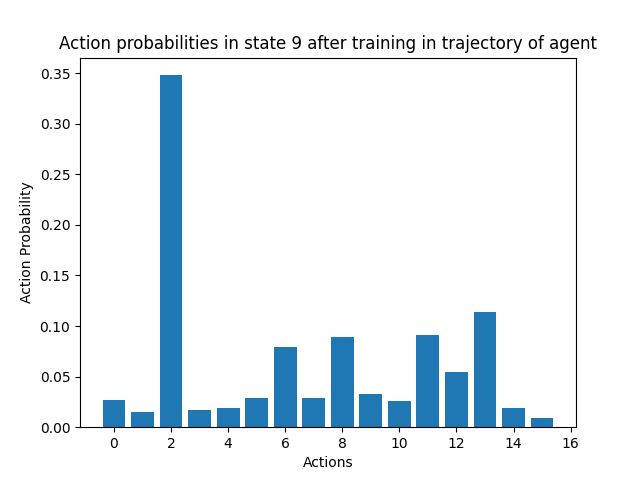 Action probabilities in state 9 after training in trajectory of agent
0.35
0.30
0.25
0.20
0.15
0.10
0.05
0.00
Action Probability
0 2 4 6 8 10 12 14 16
Actions